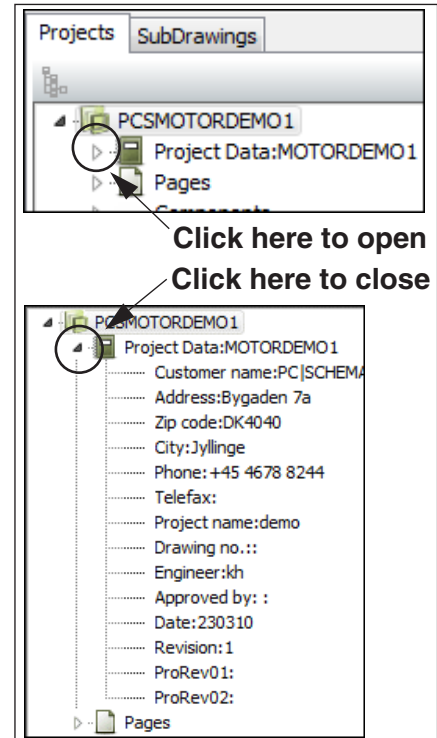 Projects SubDrawings
PCSMOTORDEMO1
Project Data:MOTORDEMO1
Pages
Components
Click here to open
Click here to close
PCSMOTORDEMO1
Project Data:MOTORDEMO1
Customer name:PC|SCHEMA
Address:Bygaden 7a
Zip code:DK4040
City:Jyllinge
Phone:+45 4678 8244
Telefax:
Project name:demo
Drawing no.::
Engineer:kh
Approved by: :
Date:230310
Revision:1
ProRev01:
ProRev02:
Pages